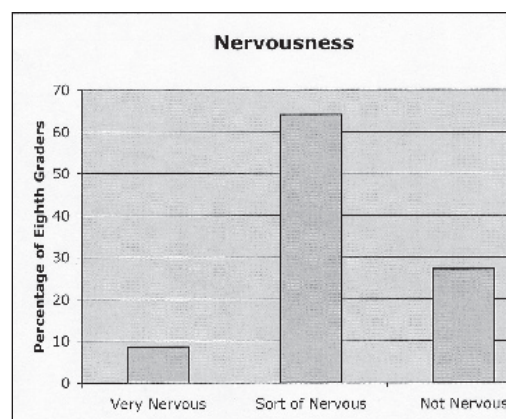 Nervousness
Percentage of Eighth Graders
70
60
50
40
30
20
10
0
Very Nervous
Sort of Nervous
Not Nervous